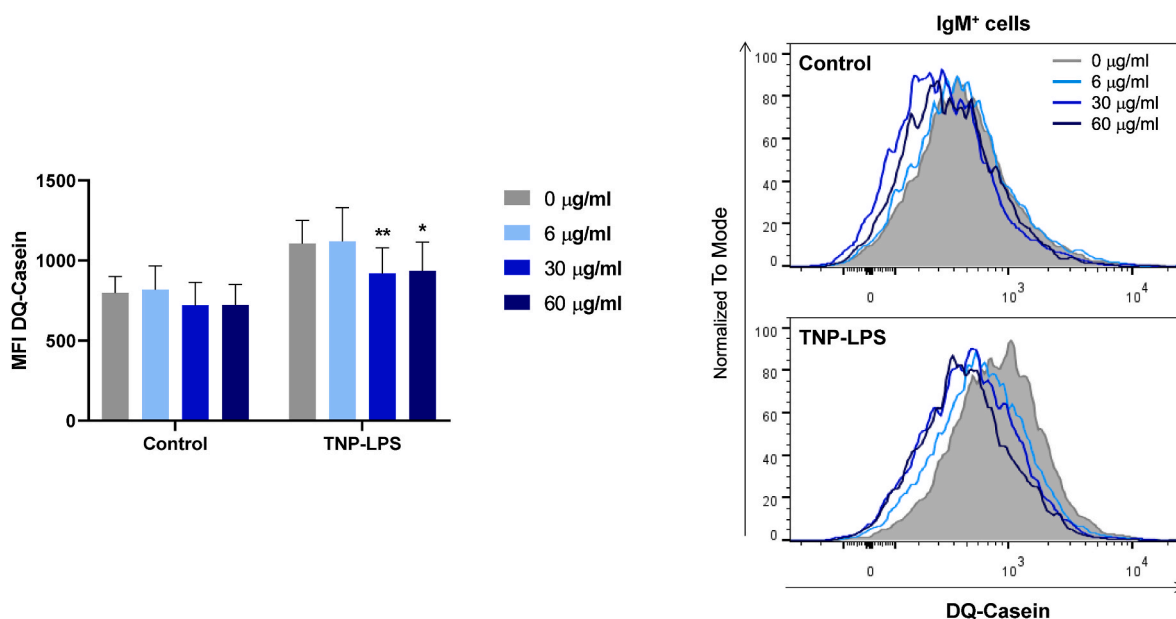 MFI DQ-Casein
1500
1000
500
0
**
*
Control
TNP-LPS
0 μg/ml
6 μg/ml
30 μg/ml
60 μg/ml
IgM⁺ cells
Normalized To Mode
Control
0 μg/ml
6 μg/ml
30 μg/ml
60 μg/ml
100
80
60
40
20
0
0
10³
10⁴
TNP-LPS
100
80
60
40
20
0
0
10³
10⁴
DQ-Casein